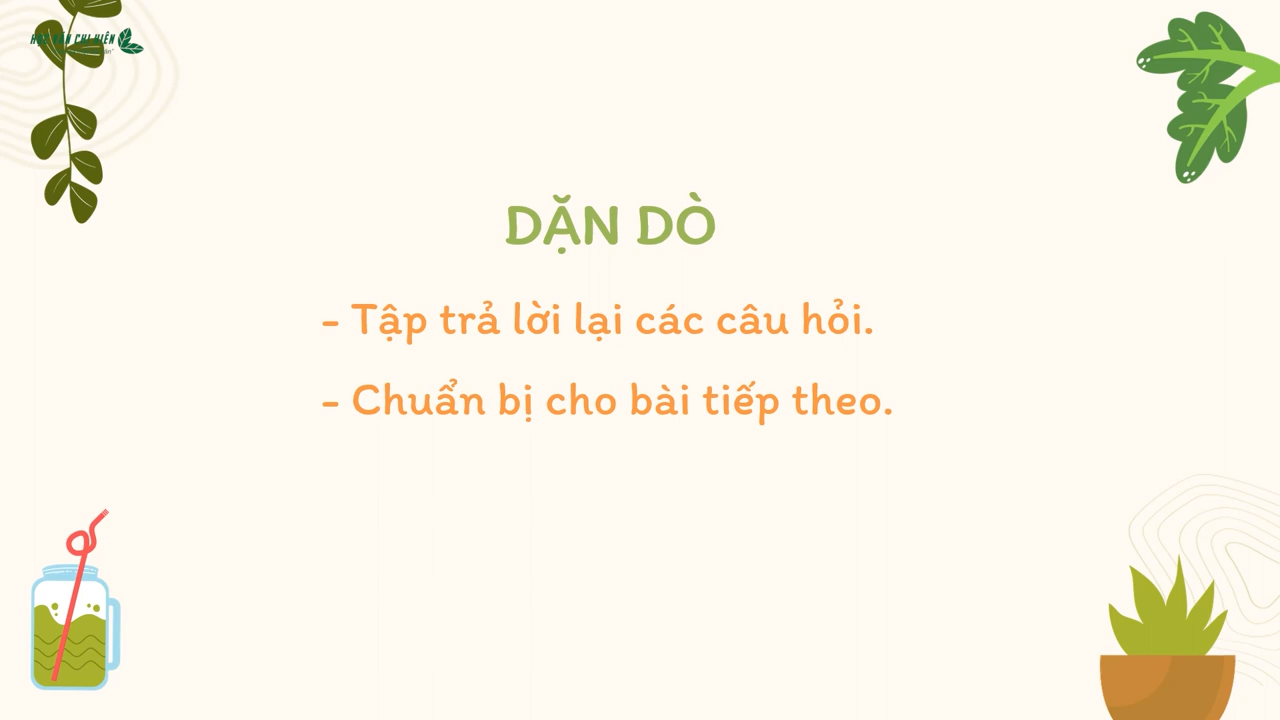 DẶN DÒ
- Tập trả lời lại các câu hỏi.
- Chuẩn bị cho bài tiếp theo.